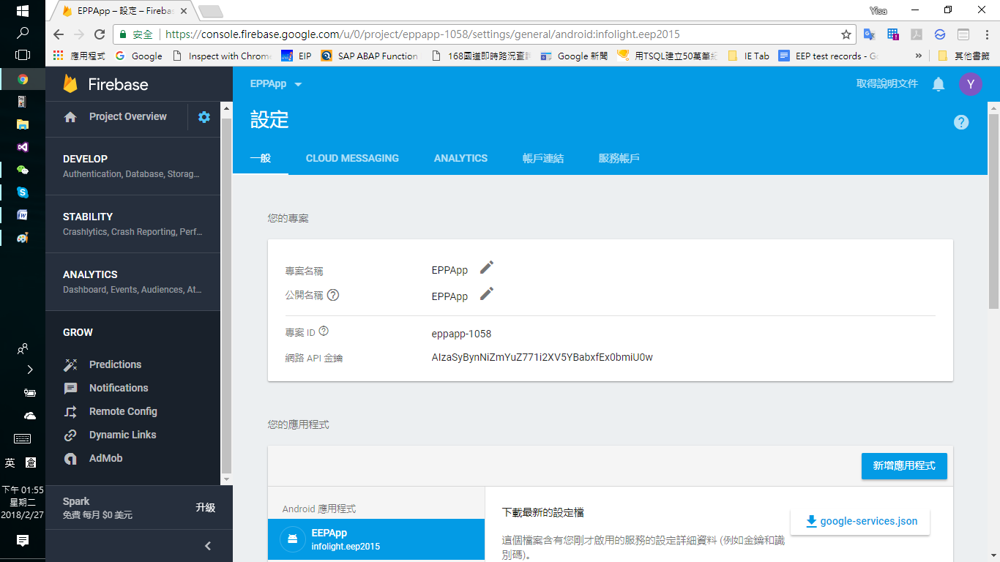 EPPApp – 設定 – Fireba
Yisa
安全
https://console.firebase.google.com/u/0/project/eppapp-1058/settings/general/android:infolight.eep2015
應用程式
Google
Inspect with Chrom
EIP
SAP ABAP Function
168國道即時路況查
Google 新聞
用TSQL建立50萬筆
IE Tab
EEP test records - G
»
其他書籤
Firebase
Project Overview
DEVELOP
Authentication, Database, Storag...
STABILITY
Crashlytics, Crash Reporting, Perf...
ANALYTICS
Dashboard, Events, Audiences, At...
GROW
Predictions
Notifications
Remote Config
Dynamic Links
AdMob
Spark
免費 每月 $0 美元
升級
EPPApp
取得說明文件
Y
設定
一般
CLOUD MESSAGING
ANALYTICS
帳戶連結
服務帳戶
您的專案
專案名稱
EPPApp
公開名稱
EPPApp
專案 ID
eppapp-1058
網路 API 金鑰
AIzaSyBynNiZmYuZ771i2XV5YBabxfEx0bmiU0w
您的應用程式
新增應用程式
Android 應用程式
EEPApp
infolight.eep2015
下載最新的設定檔
google-services.json
這個檔案含有您剛才啟用的服務的設定詳細資料 (例如金鑰和識
別碼)。
英 倉
下午 01:55
星期二
2018/2/27